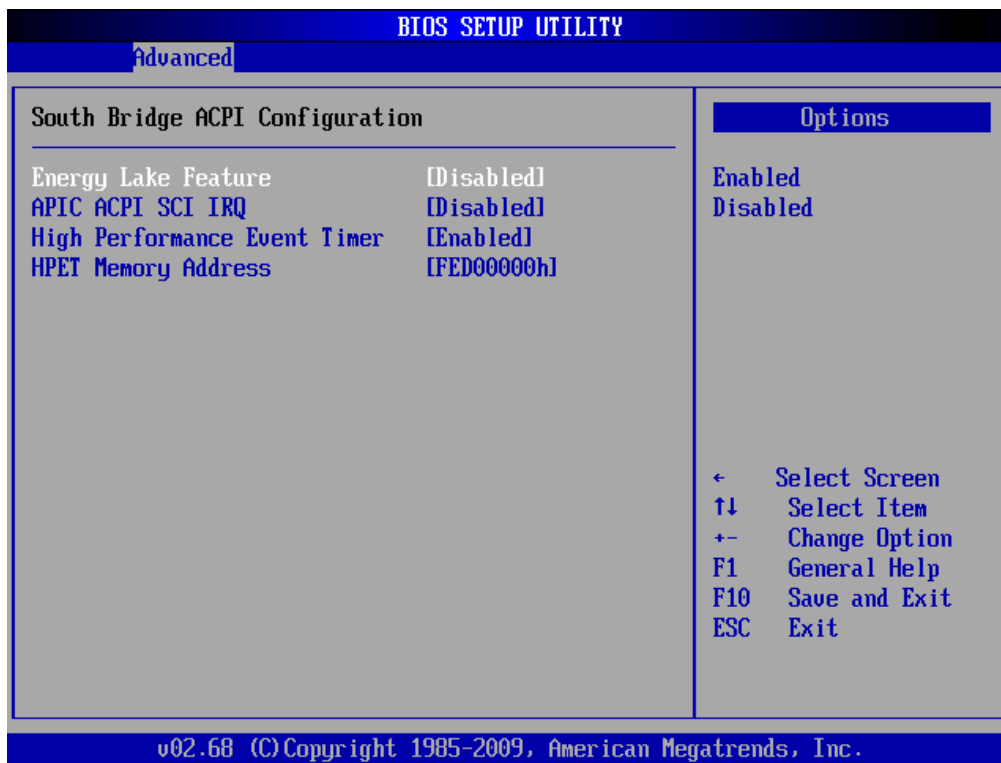 BIOS SETUP UTILITY
Advanced
South Bridge ACPI Configuration
Energy Lake Feature [Disabled]
APIC ACPI SCI IRQ [Disabled]
High Performance Event Timer [Enabled]
HPET Memory Address [FED00000h]
Options
Enabled
Disabled
← Select Screen
↑↓ Select Item
+- Change Option
F1 General Help
F10 Save and Exit
ESC Exit
v02.68 (C)Copyright 1985-2009, American Megatrends, Inc.